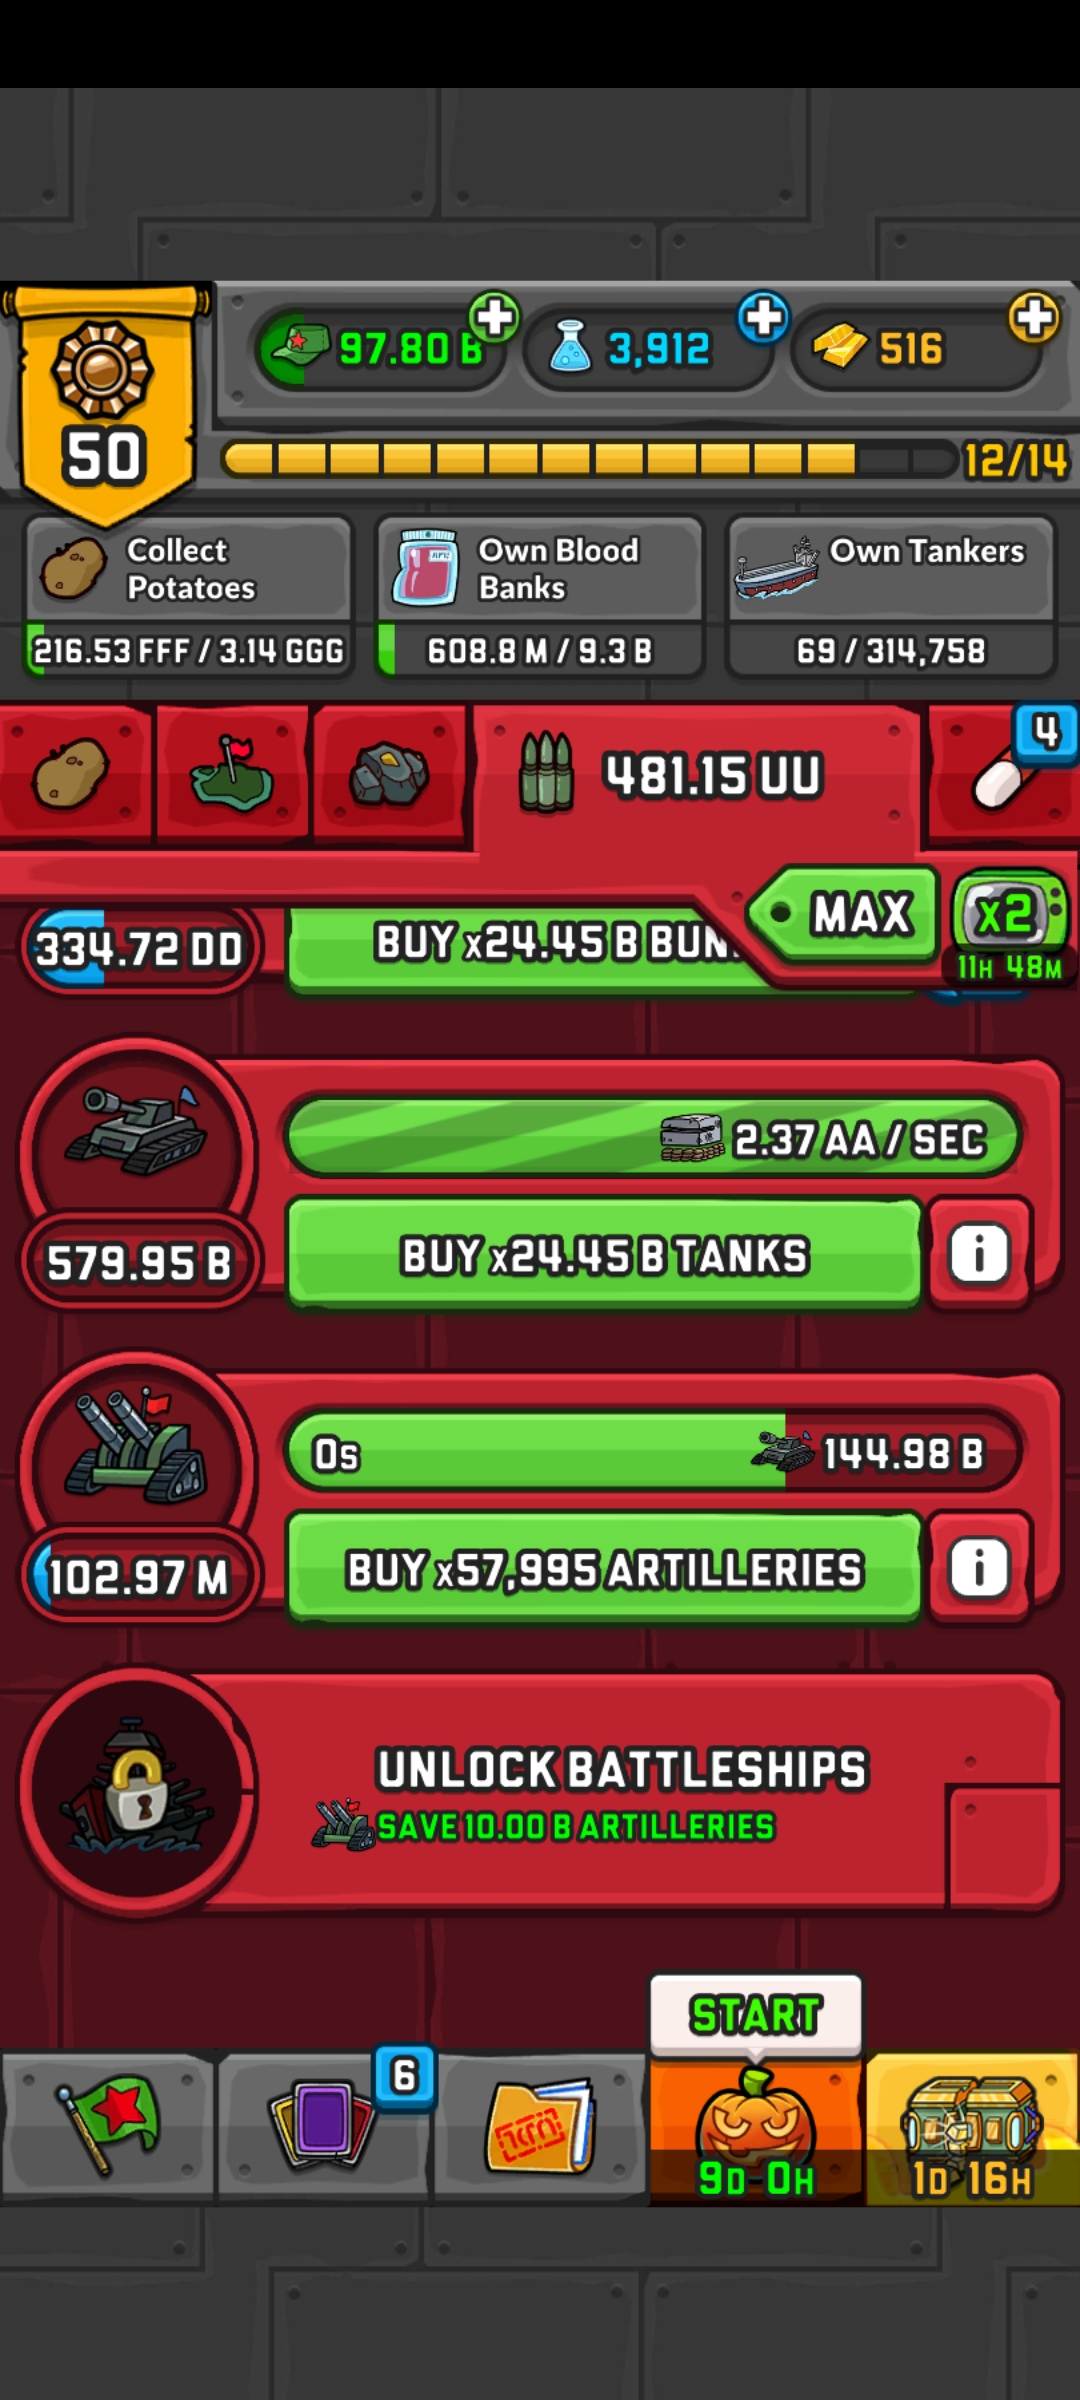 97.80 B
3,912
516
50
12/14
Collect
Potatoes
216.53 FFF / 3.14 GGG
Own Blood
Banks
608.8 M / 9.3 B
Own Tankers
69 / 314,758
481.15 UU
4
MAX
x2
11H 48M
334.72 DD
BUY x24.45 B BUN
2.37 AA / SEC
579.95 B
BUY x24.45 B TANKS
i
0s
144.98 B
102.97 M
BUY x57,995 ARTILLERIES
i
UNLOCK BATTLESHIPS
SAVE 10.00 B ARTILLERIES
START
6
9D 0H
1D 16H